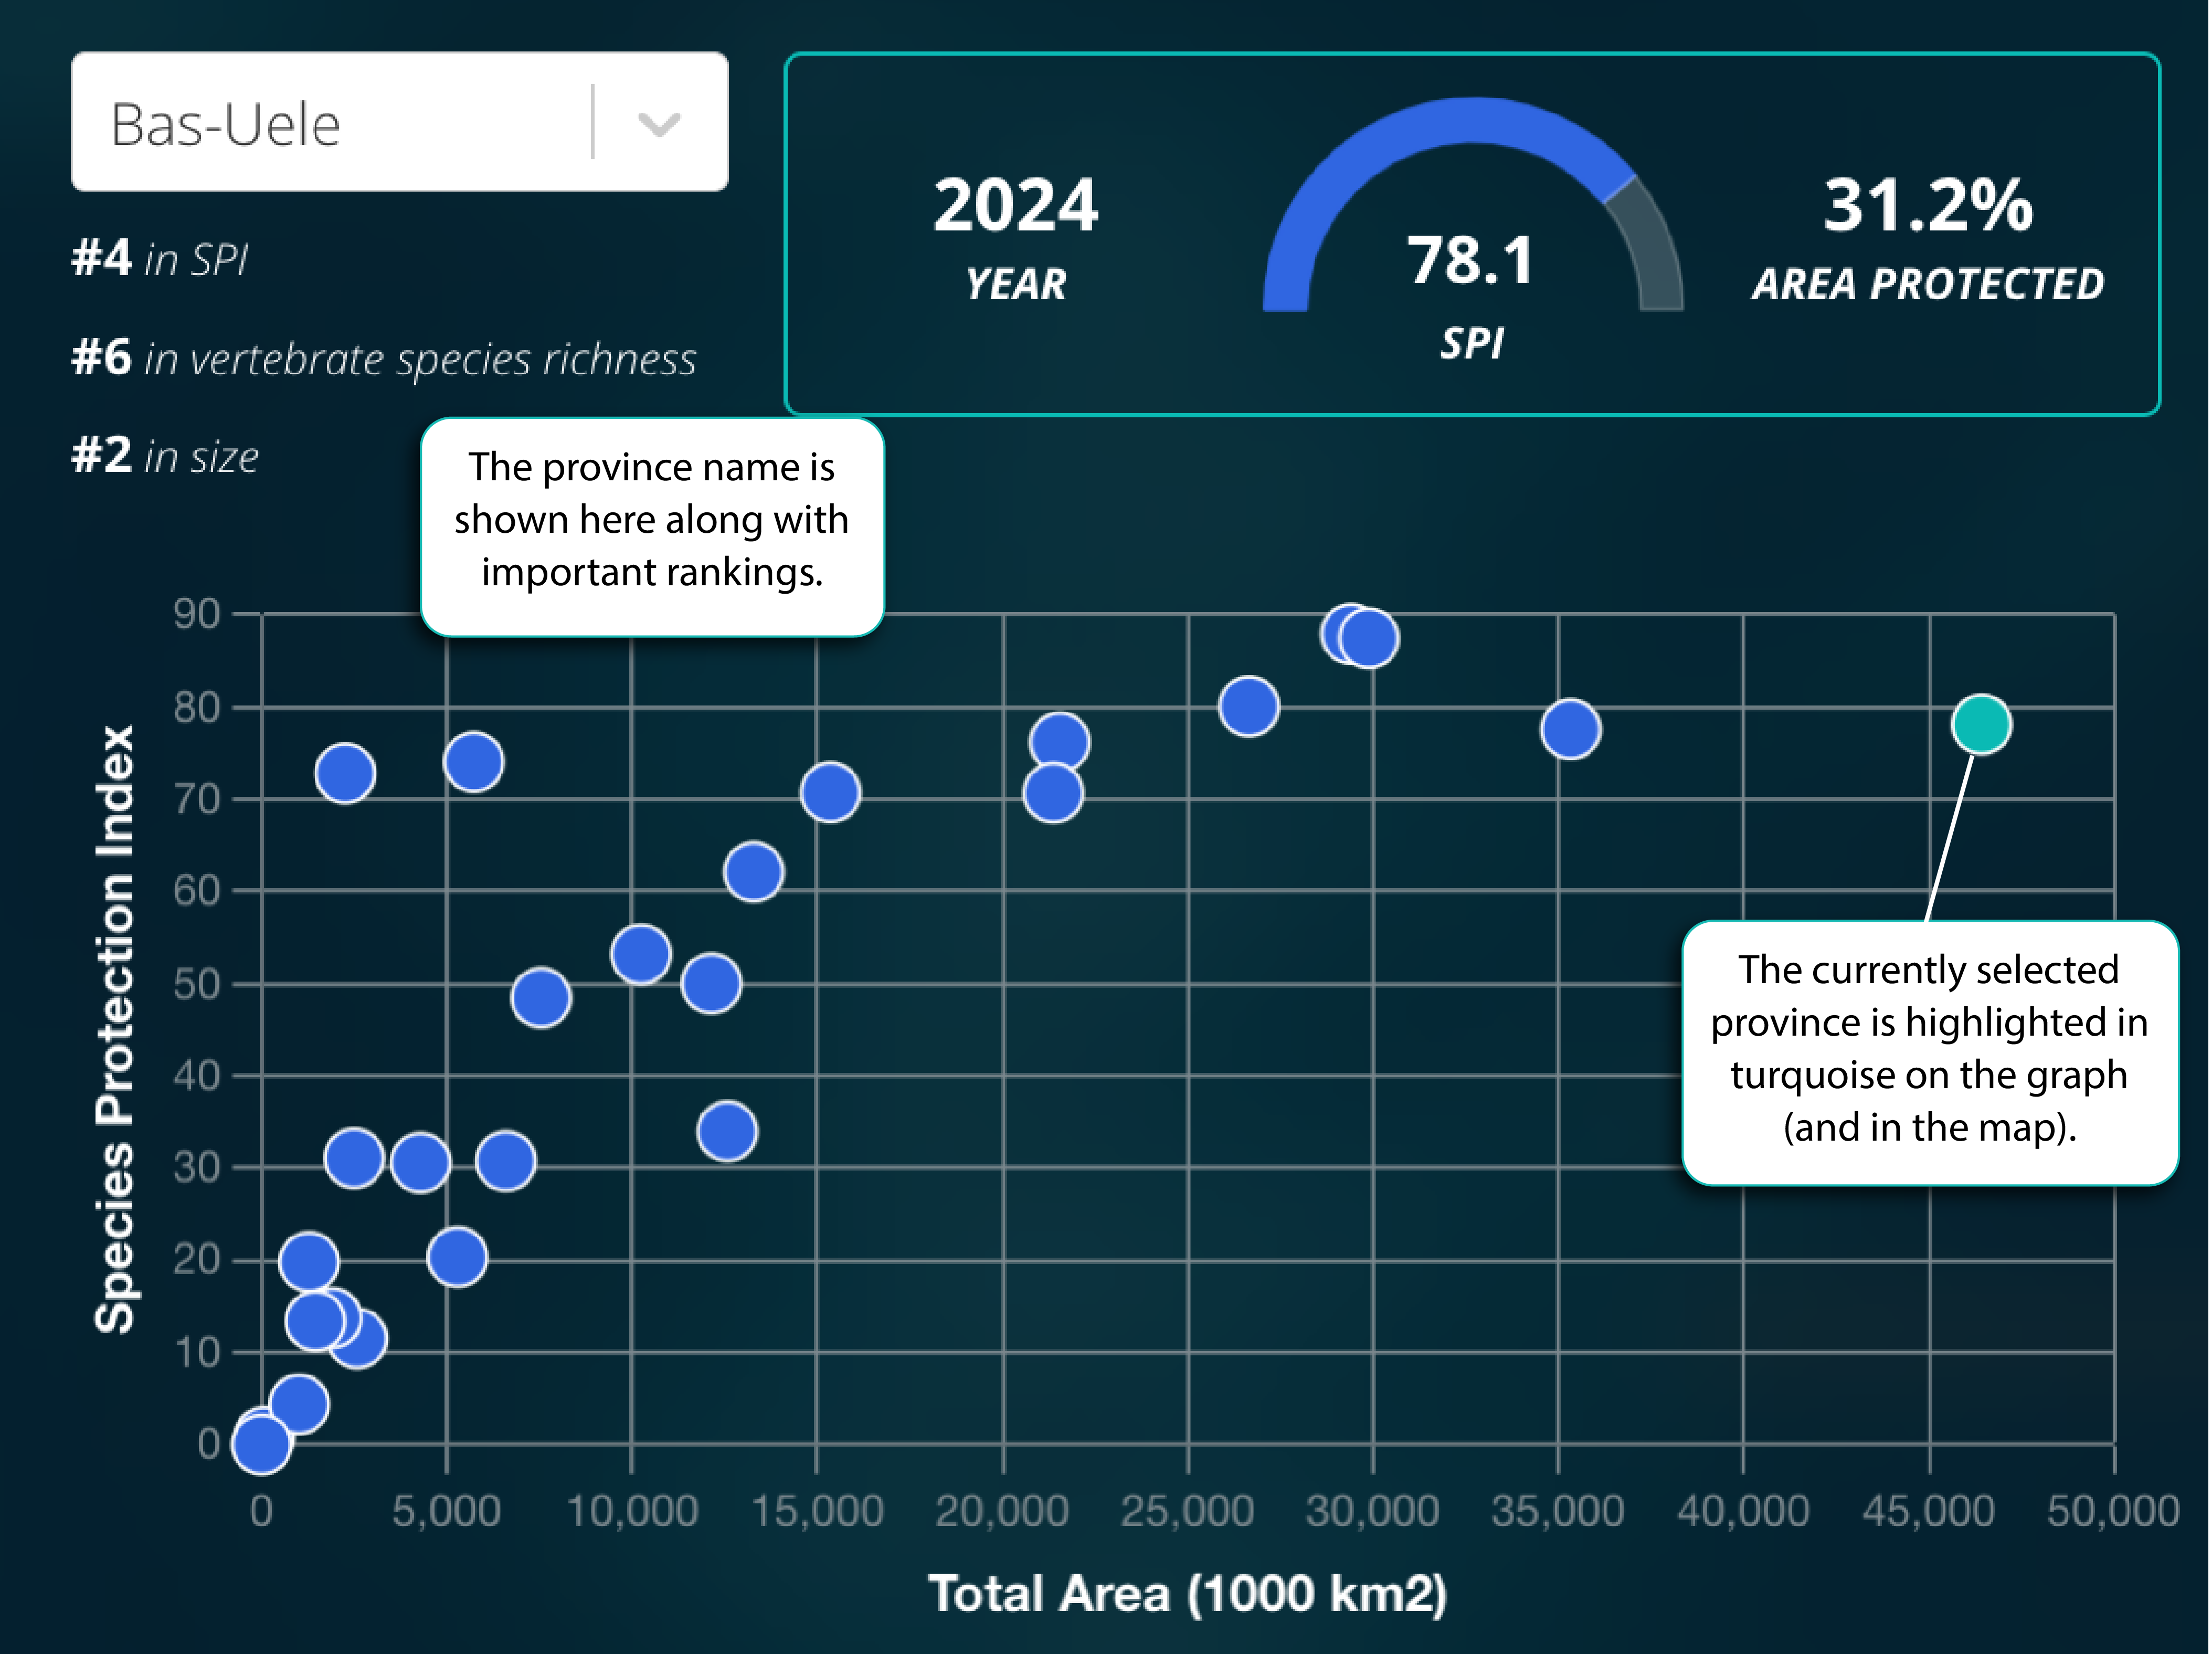 Bas-Uele
#4 in SPI
#6 in vertebrate species richness
#2 in size
2024
YEAR
78.1
SPI
31.2%
AREA PROTECTED
The province name is
shown here along with
important rankings.
Species Protection Index
90
80
70
60
50
40
30
20
10
0
The currently selected
province is highlighted in
turquoise on the graph
(and in the map).
0 5,000 10,000 15,000 20,000 25,000 30,000 35,000 40,000 45,000 50,000
Total Area (1000 km2)